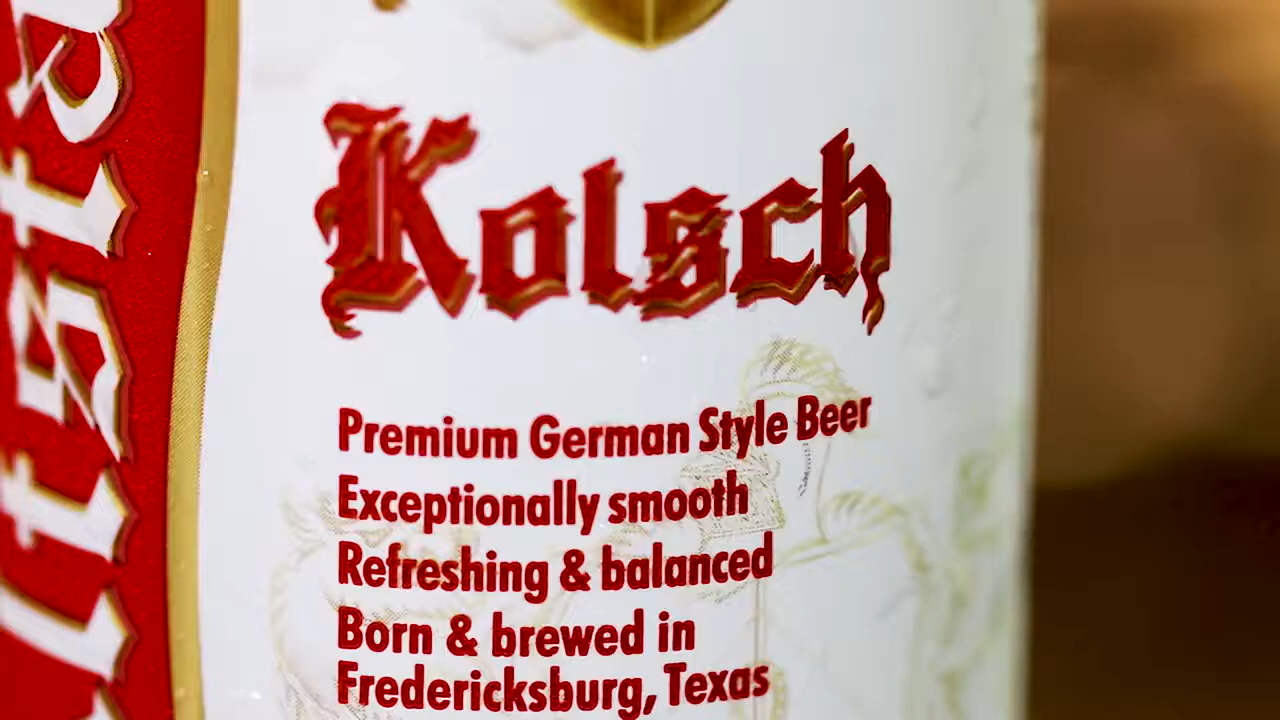 Kolsch
Premium German Style Beer
Exceptionally smooth
Refreshing & balanced
Born & brewed in
Fredericksburg, Texas